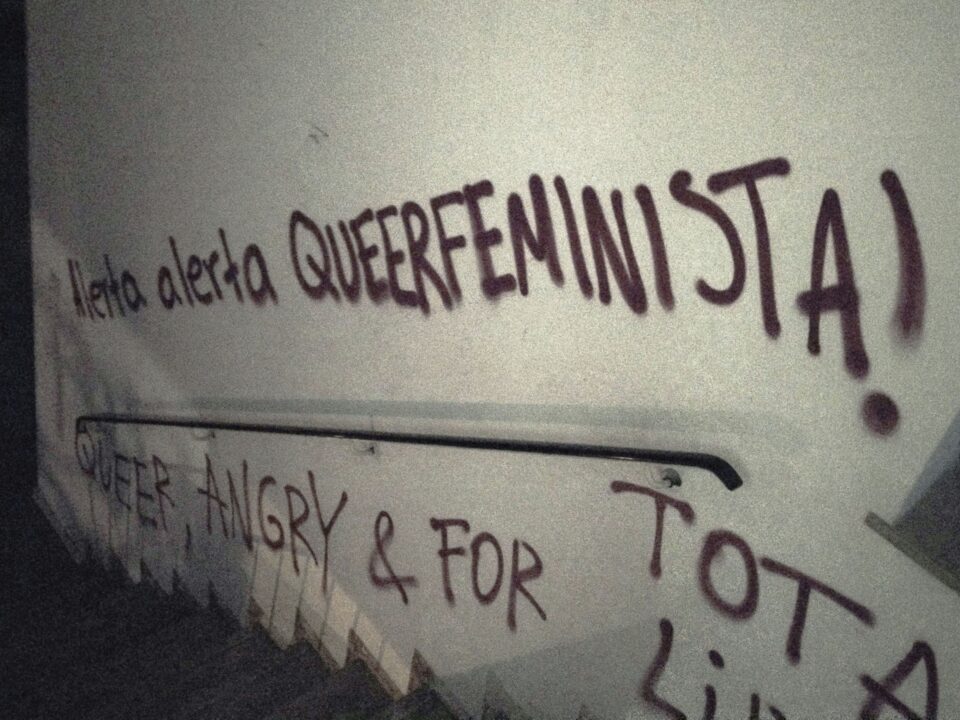 Alerta alerta QUEERFEMINISTA!
QUEER, ANGRY & FOR
TOTA